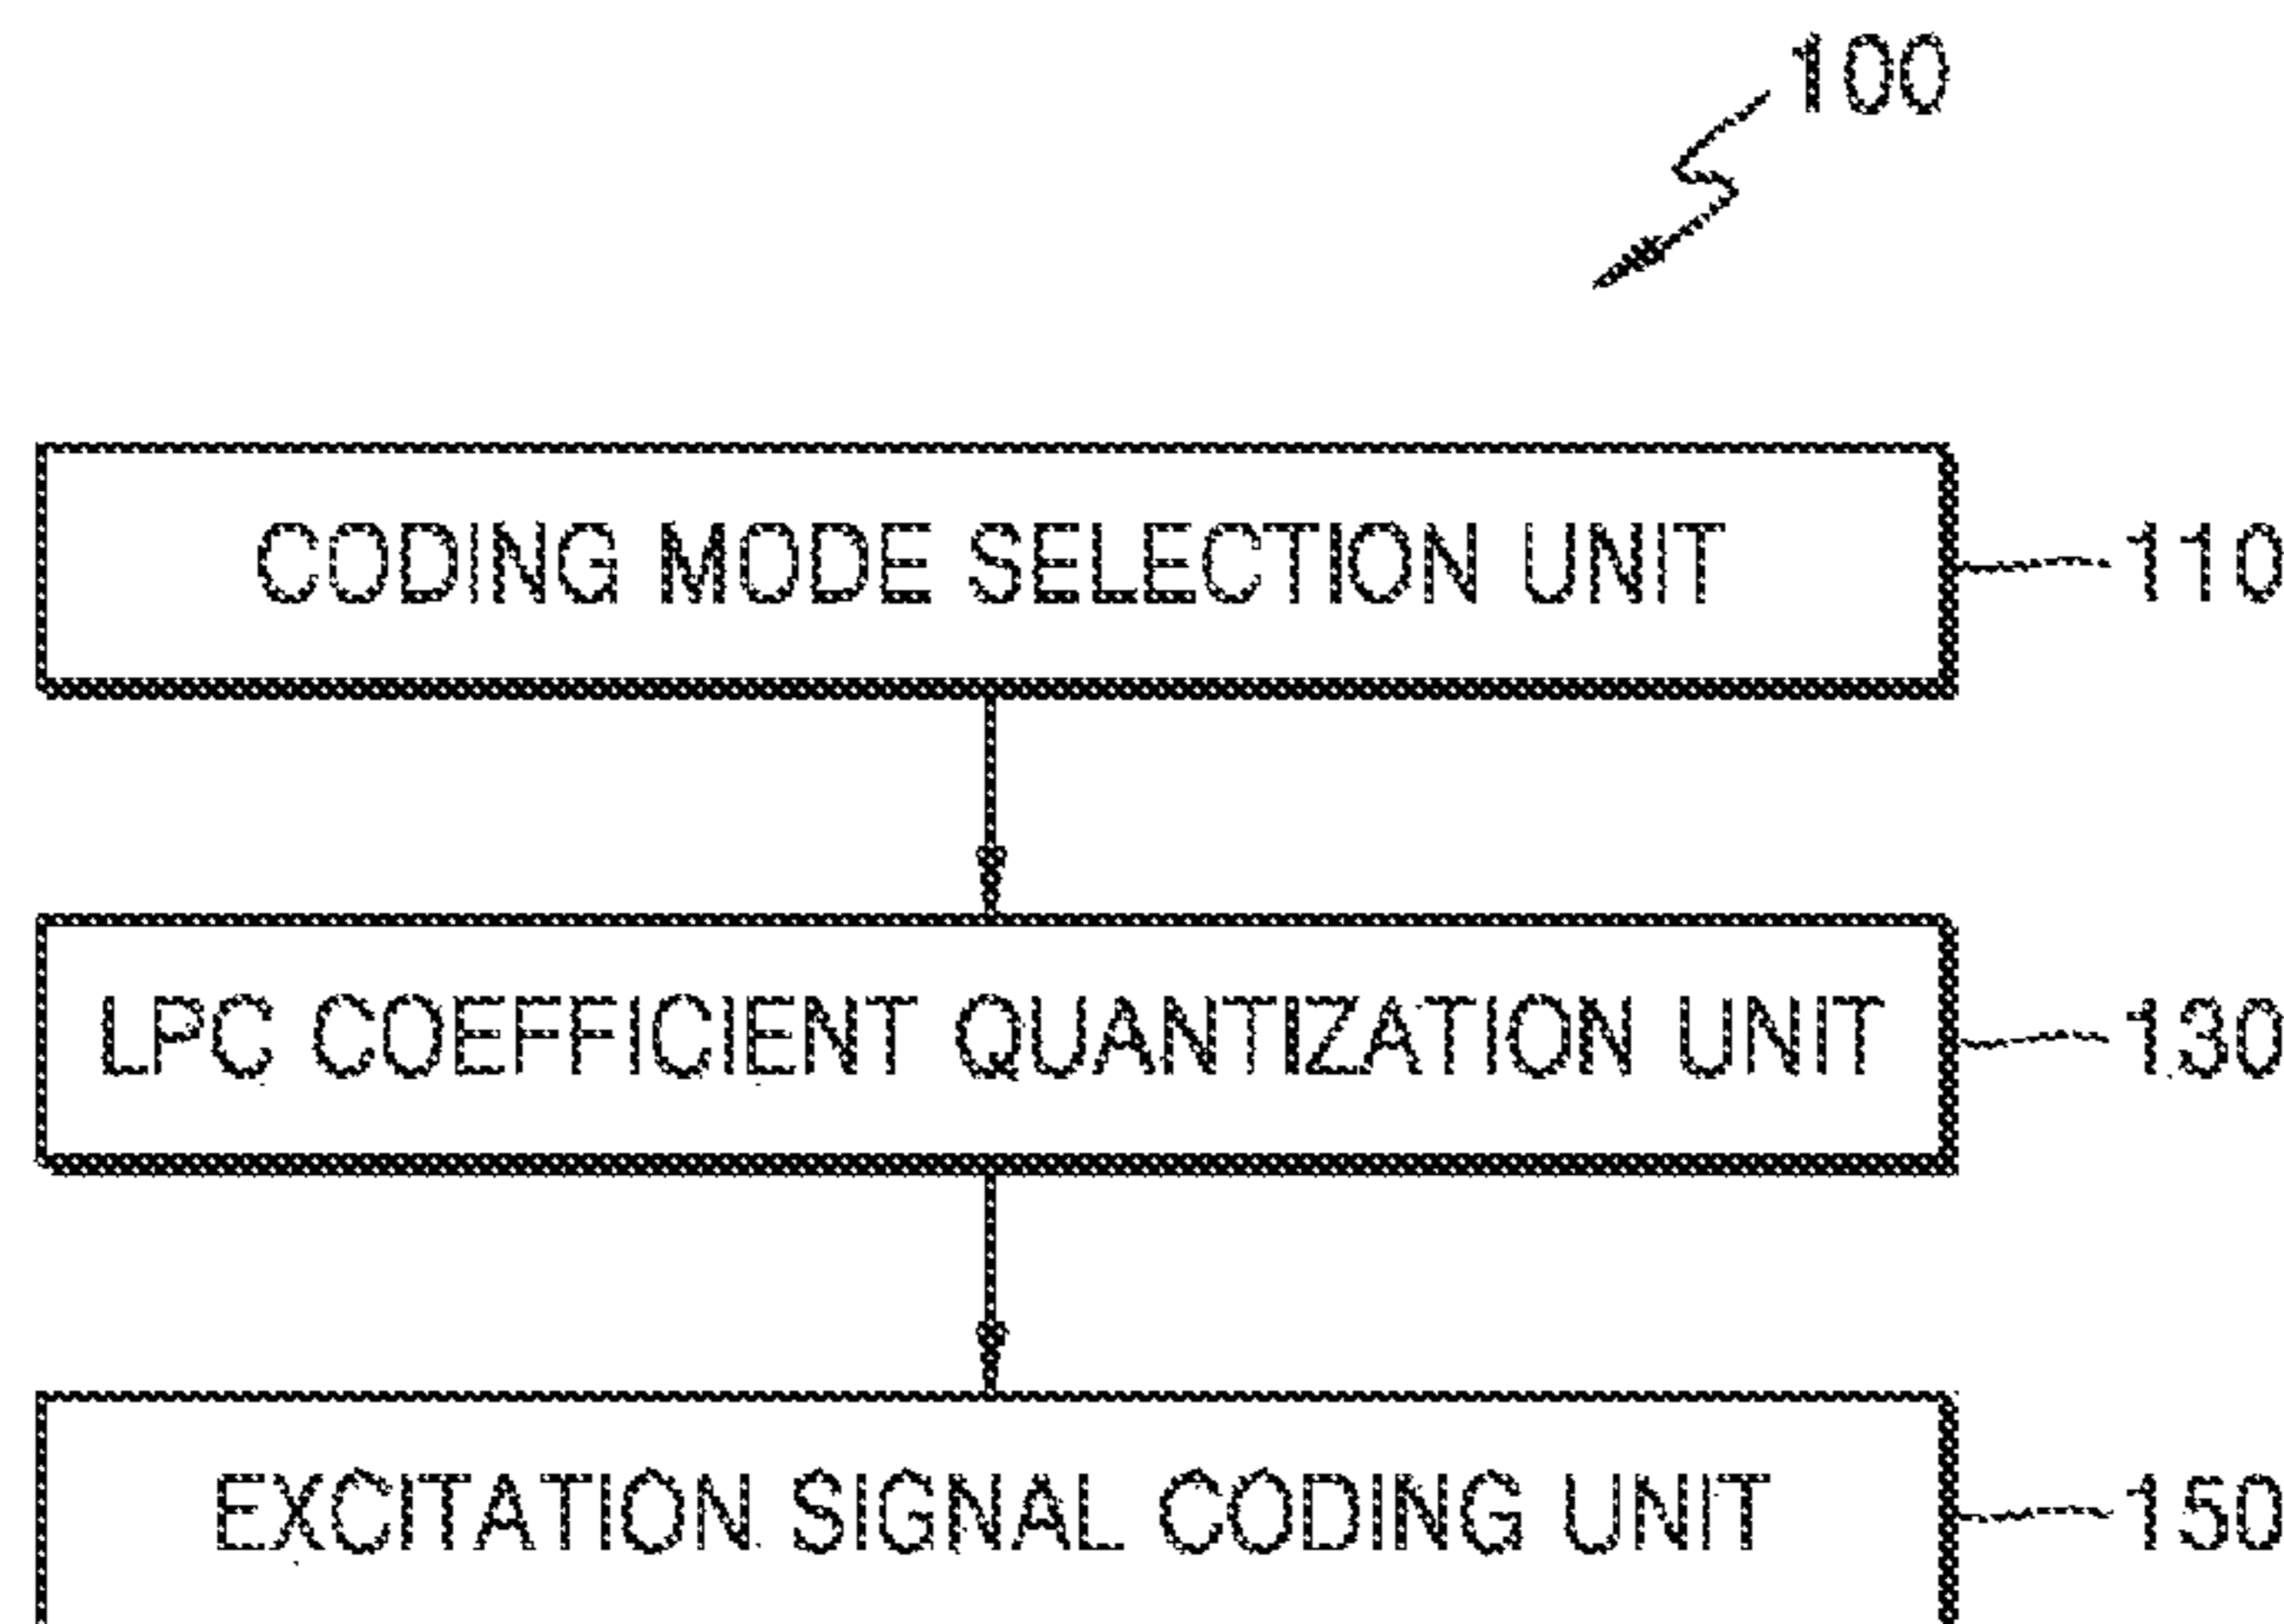 100
CODING MODE SELECTION UNIT
110
LPC COEFFICIENT QUANTIZATION UNIT
130
EXCITATION SIGNAL CODING UNIT
150